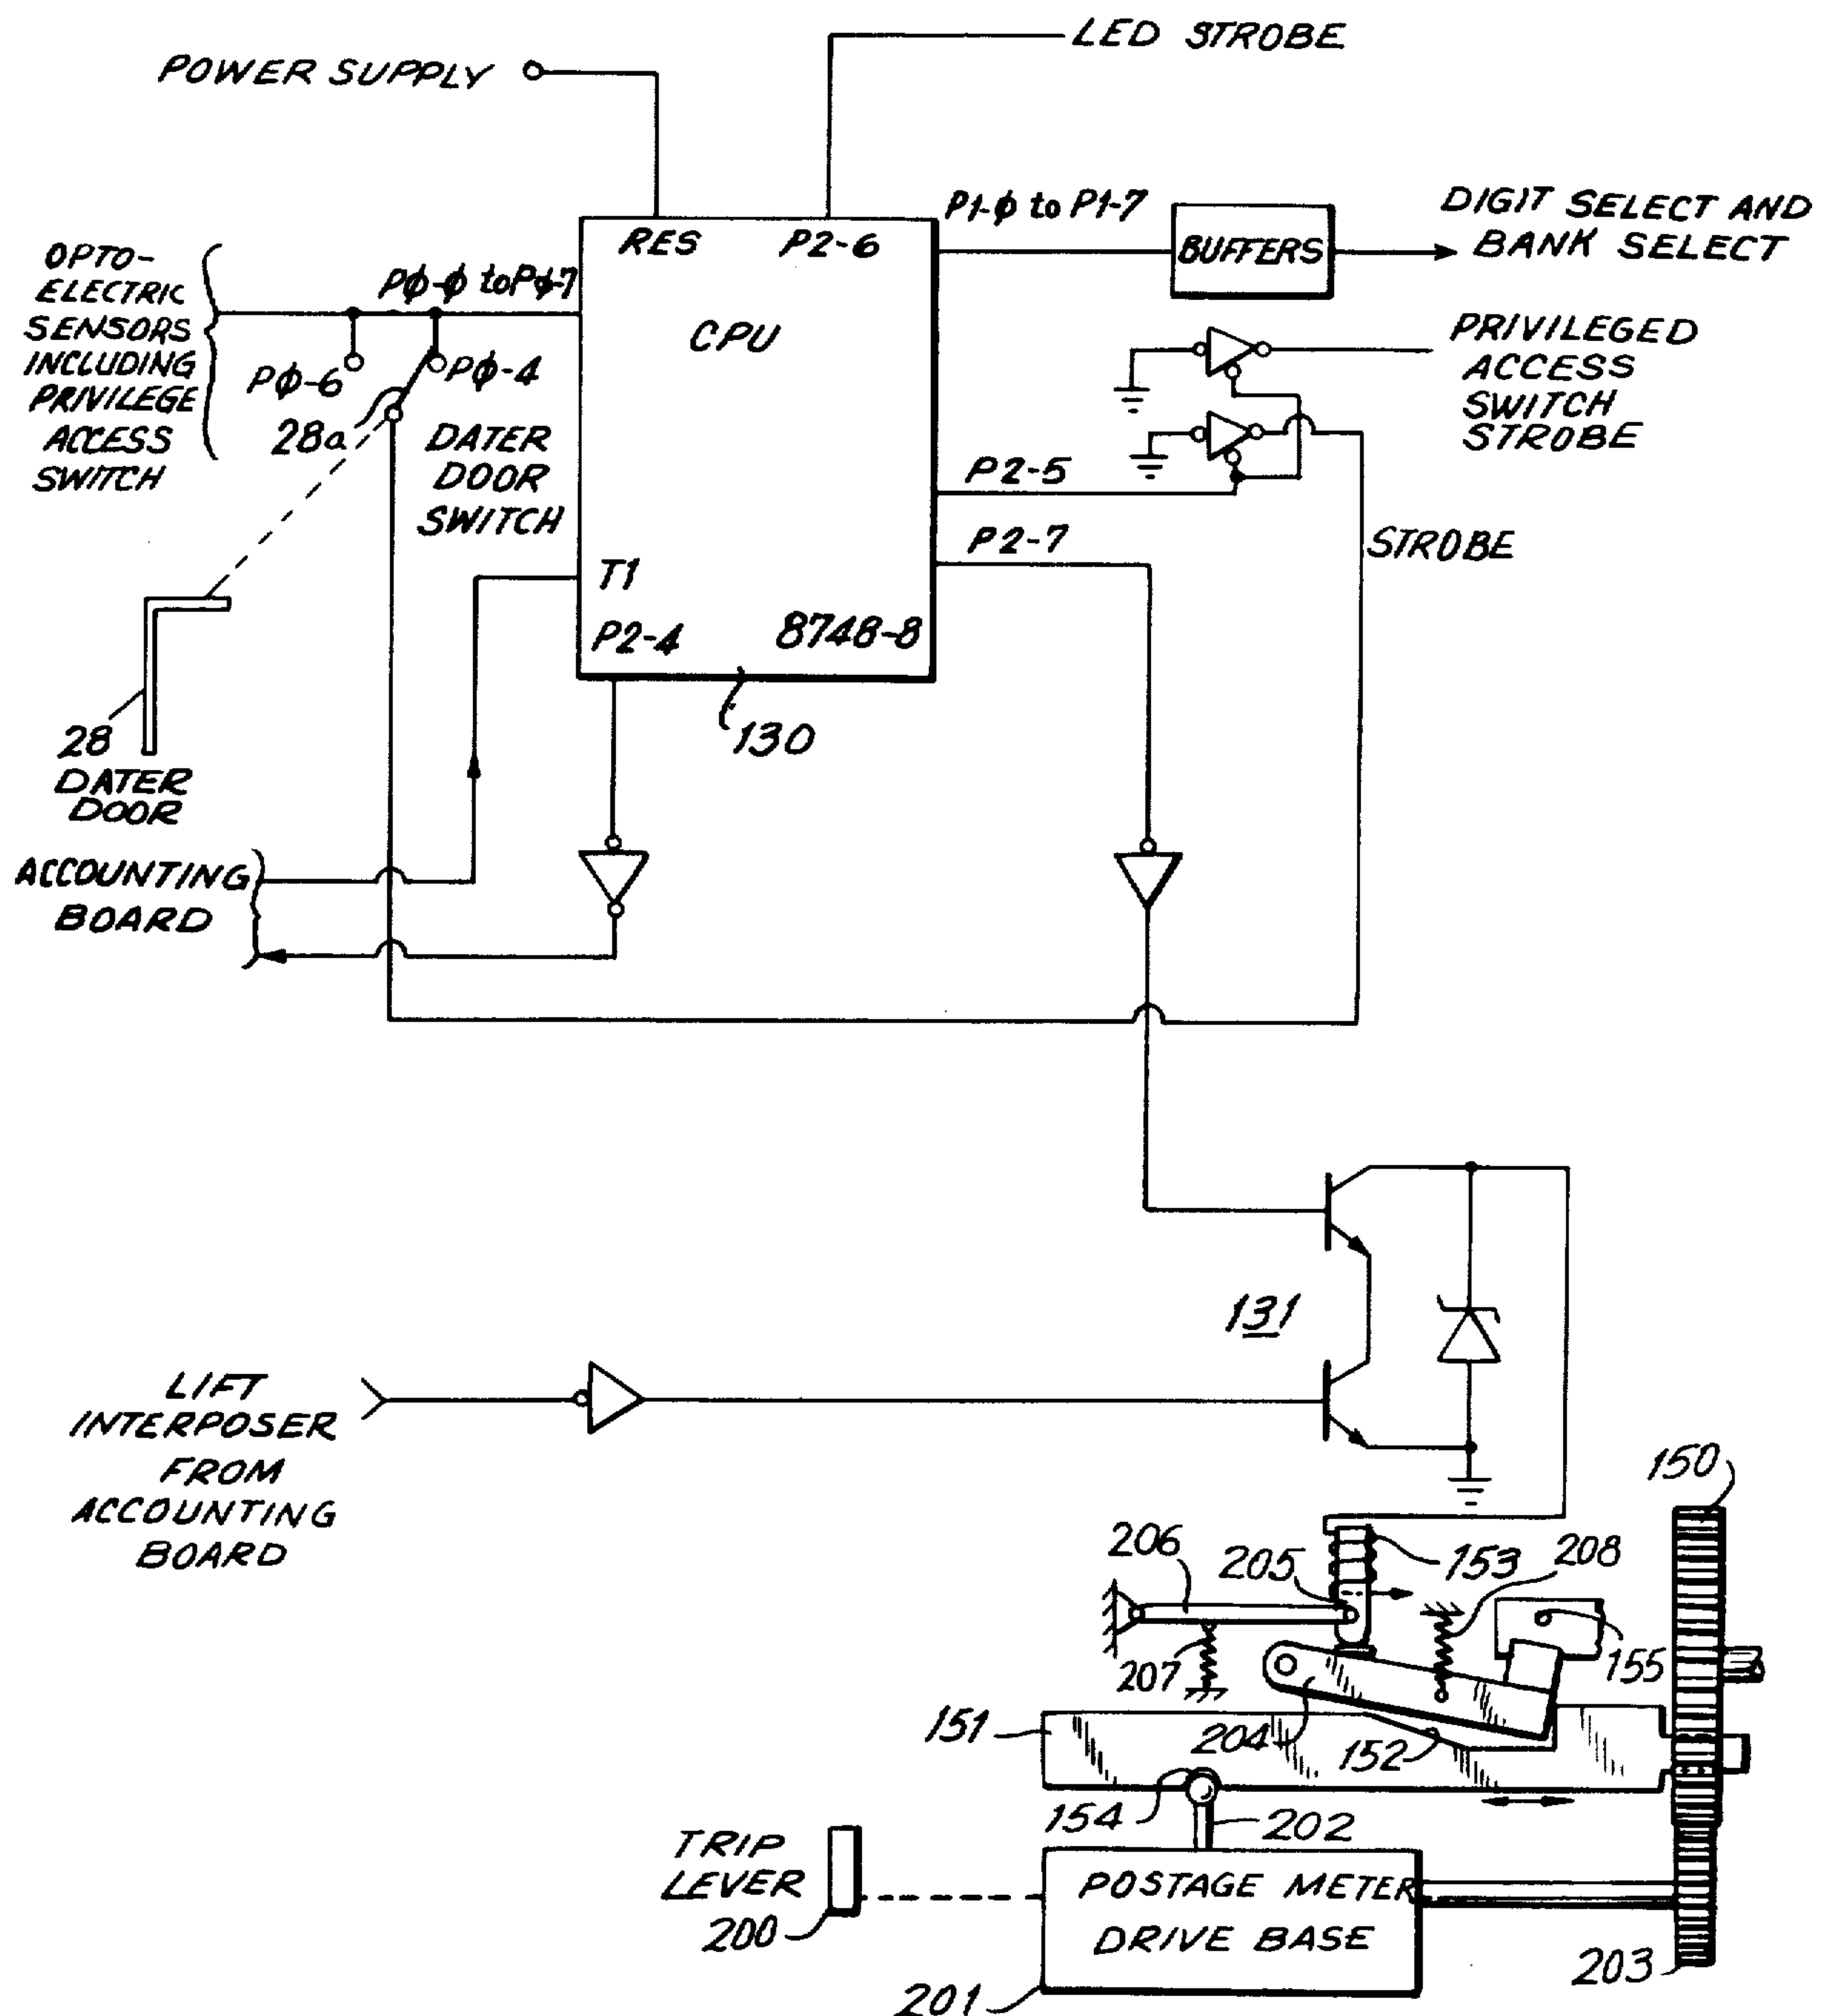 LED STROBE
POWER SUPPLY
P1-ϕ to P1-7
DIGIT SELECT AND
BANK SELECT
BUFFERS
RES
P2-6
OPTO-
ELECTRIC
SENSORS
INCLUDING
PRIVILEGE
ACCESS
SWITCH
Pϕ-ϕ to Pϕ-7
CPU
Pϕ-6
Pϕ-4
28a
DATER
DOOR
SWITCH
PRIVILEGED
ACCESS
SWITCH
STROBE
P2-5
P2-7
STROBE
T1
P2-4
8748-8
130
28
DATER
DOOR
ACCOUNTING
BOARD
131
LIFT
INTERPOSER
FROM
ACCOUNTING
BOARD
150
206
205
153
208
207
155
151
204
152
154
202
TRIP
LEVER
200
POSTAGE METER
DRIVE BASE
203
201